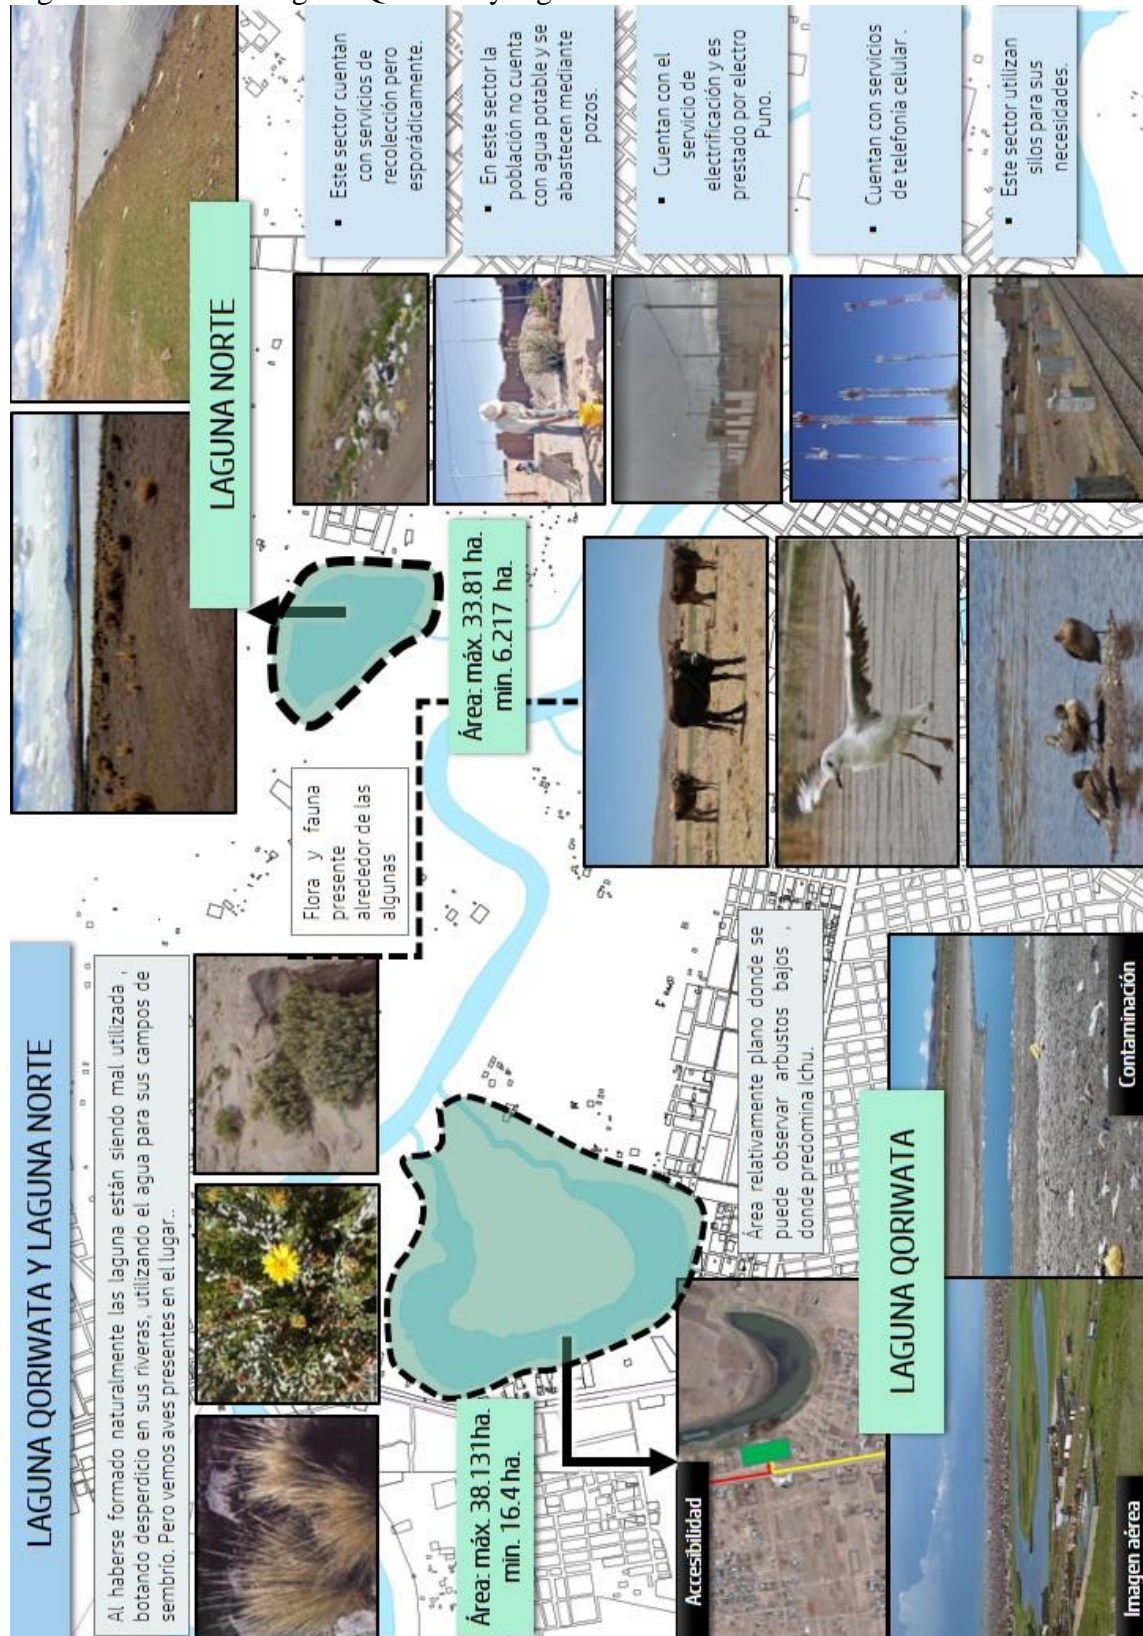 LAGUNA QORIWATA Y LAGUNA NORTE
Al haberse formado naturalmente las laguna están siendo mal utilizada ,
botando desperdicio en sus riveras, utilizando el agua para sus campos de
sembrío. Pero vemos aves presentes en el lugar..
LAGUNA NORTE
Flora y fauna
presente
alrededor de las
algunas
▪ Este sector cuentan
con servicios de
recolección pero
esporádicamente.
▪ En este sector la
población no cuenta
con agua potable y se
abastecen mediante
pozos.
▪ Cuentan con el
servicio de
electrificación y es
prestado por electro
Puno.
▪ Cuentan con servicios
de telefonía celular .
▪ Este sector utilizan
silos para sus
necesidades.
Área: máx. 33.81 ha.
min. 6.217 ha.
Área: máx. 38.131ha.
min. 16.4 ha.
Área relativamente plano donde se
puede observar arbustos bajos ,
donde predomina Ichu.
Accesibilidad
LAGUNA QORIWATA
Imagen aérea
Contaminación